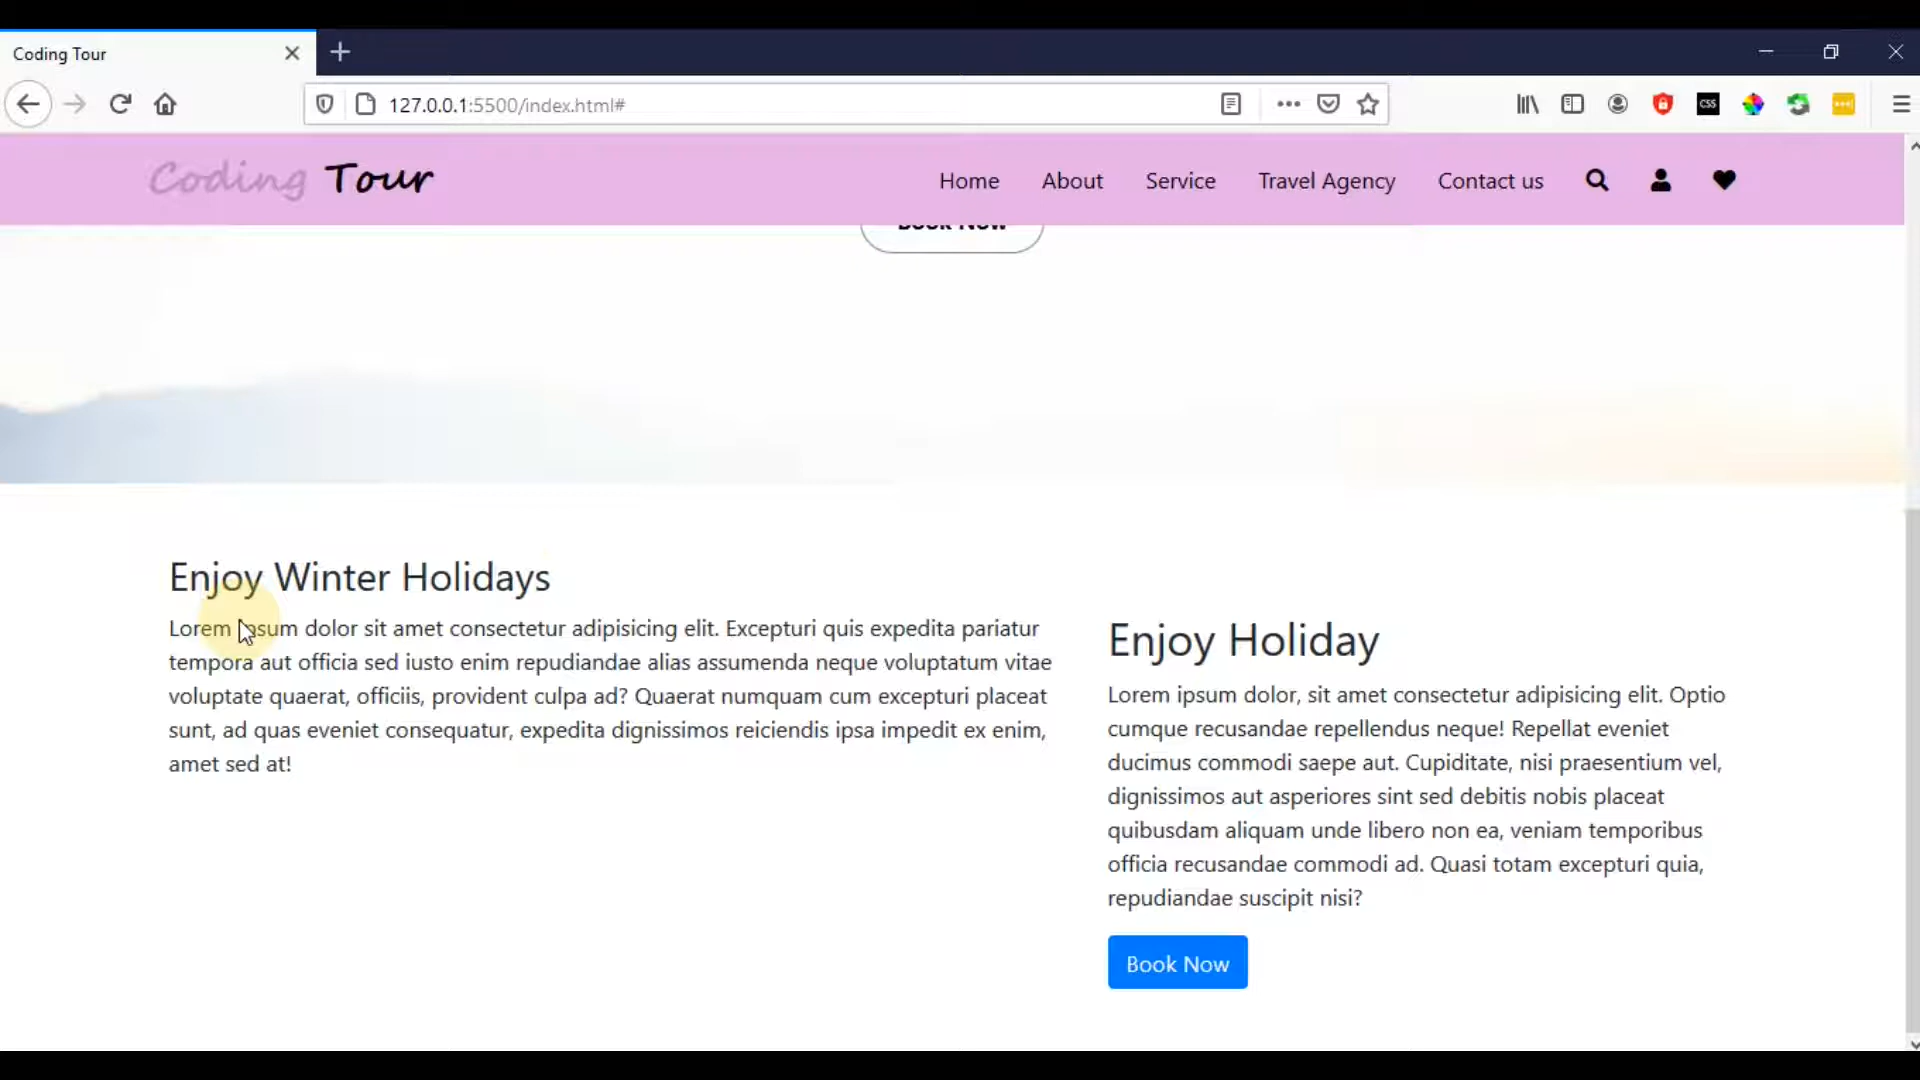 Coding Tour
127.0.0.1:5500/index.html#
CSS
Coding Tour
Home About Service Travel Agency Contact us
Book Now
Enjoy Winter Holidays
Lorem ipsum dolor sit amet consectetur adipisicing elit. Excepturi quis expedita pariatur
tempora aut officia sed iusto enim repudiandae alias assumenda neque voluptatum vitae
voluptate quaerat, officiis, provident culpa ad? Quaerat numquam cum excepturi placeat
sunt, ad quas eveniet consequatur, expedita dignissimos reiciendis ipsa impedit ex enim,
amet sed at!
Enjoy Holiday
Lorem ipsum dolor, sit amet consectetur adipisicing elit. Optio
cumque recusandae repellendus neque! Repellat eveniet
ducimus commodi saepe aut. Cupiditate, nisi praesentium vel,
dignissimos aut asperiores sint sed debitis nobis placeat
quibusdam aliquam unde libero non ea, veniam temporibus
officia recusandae commodi ad. Quasi totam excepturi quia,
repudiandae suscipit nisi?
Book Now